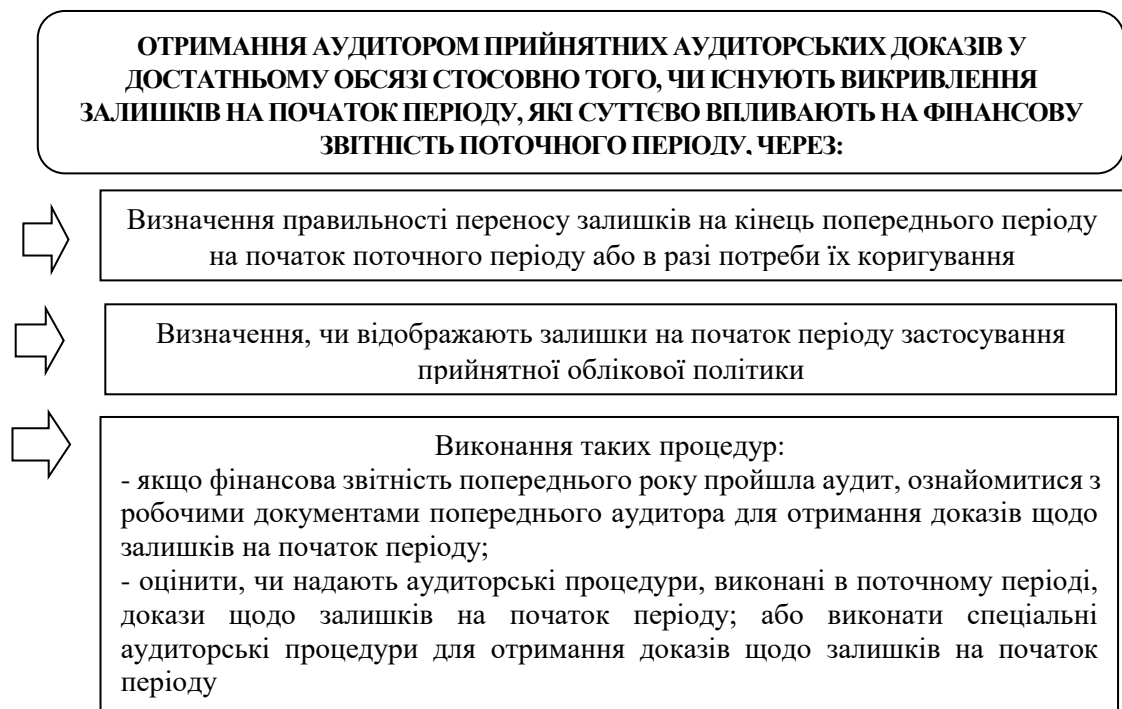 ОТРИМАННЯ АУДИТОРОМ ПРИЙНЯТНИХ АУДИТОРСЬКИХ ДОКАЗІВ У
ДОСТАТНЬОМУ ОБСЯЗІ СТОСОВНО ТОГО, ЧИ ІСНУЮТЬ ВИКРИВЛЕННЯ
ЗАЛИШКІВ НА ПОЧАТОК ПЕРІОДУ, ЯКІ СУТТЄВО ВПЛИВАЮТЬ НА ФІНАНСОВУ
ЗВІТНІСТЬ ПОТОЧНОГО ПЕРІОДУ, ЧЕРЕЗ:
Визначення правильності переносу залишків на кінець попереднього періоду
на початок поточного періоду або в разі потреби їх коригування
Визначення, чи відображають залишки на початок періоду застосування
прийнятної облікової політики
Виконання таких процедур:
- якщо фінансова звітність попереднього року пройшла аудит, ознайомитися з
робочими документами попереднього аудитора для отримання доказів щодо
залишків на початок періоду;
- оцінити, чи надають аудиторські процедури, виконані в поточному періоді,
докази щодо залишків на початок періоду; або виконати спеціальні
аудиторські процедури для отримання доказів щодо залишків на початок
періоду